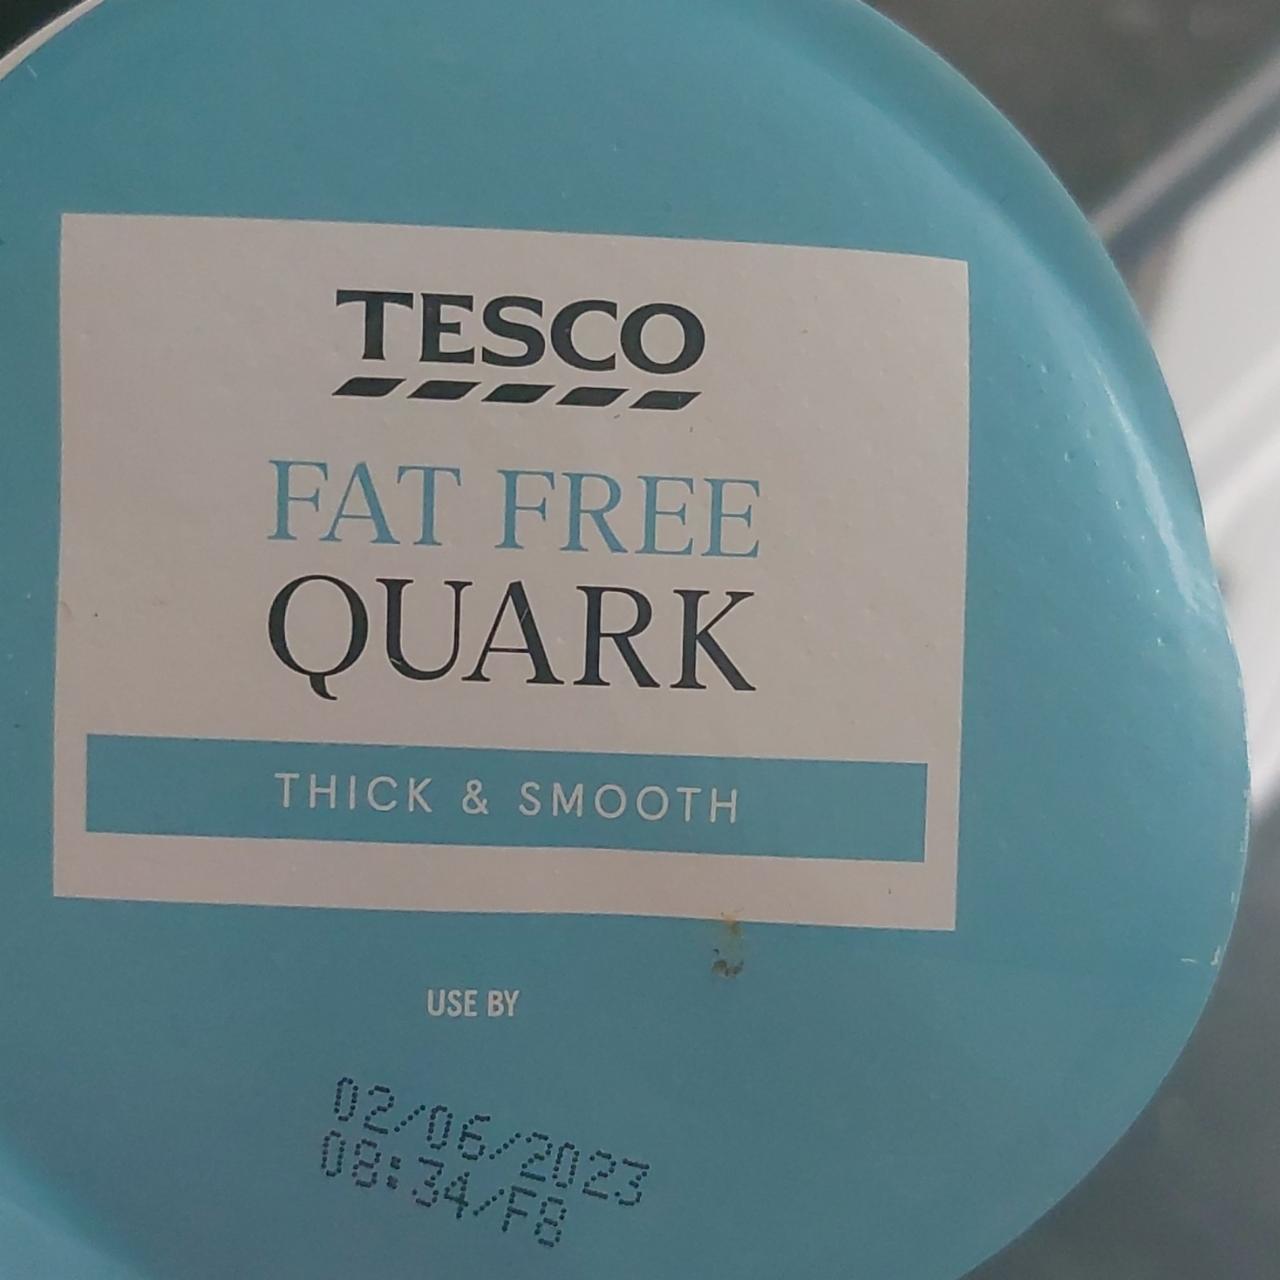 TESCO
FAT FREE
QUARK
THICK & SMOOTH
USE BY
02/06/2023
08:34/F8